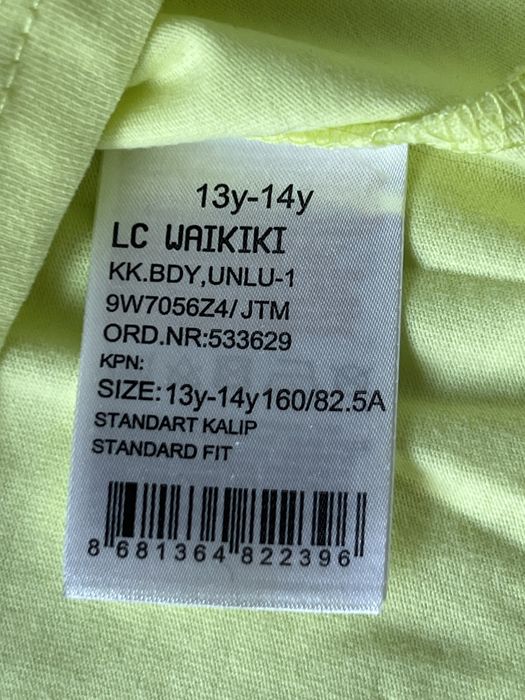 13y-14y
LC WAIKIKI
KK.BDY,UNLU-1
9W7056Z4/JTM
ORD.NR:533629
KPN:
SIZE:13y-14y160/82.5A
STANDART KALIP
STANDARD FIT
8 681364 822396